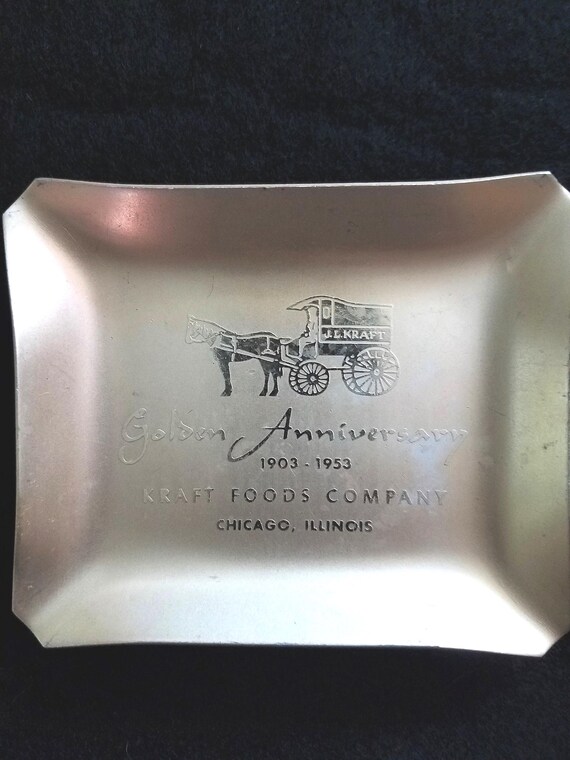 J.L.KRAFT
Golden Anniversary
1903 - 1953
KRAFT FOODS COMPANY
CHICAGO, ILLINOIS